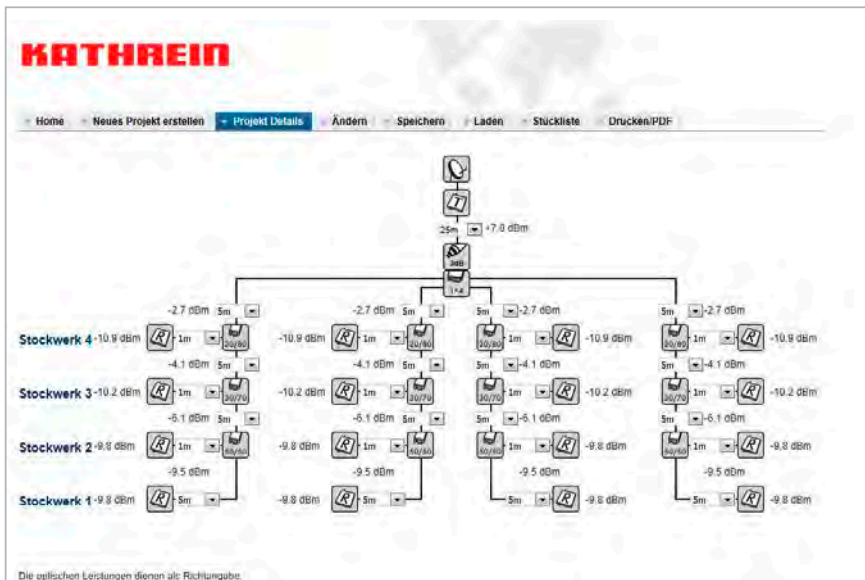 KATHREIN
Home Neues Projekt erstellen Projekt Details Ändern Speichern Laden Stückliste Drucken/PDF
25m +7.8 dBm
3dB
1*4
-2.7 dBm 5m -2.7 dBm 5m 5m -2.7 dBm 5m -2.7 dBm
Stockwerk 4 -10.9 dBm R 1m 20/80 -10.9 dBm R 1m 20/80 20/80 1m R -10.9 dBm 20/80 1m R -10.9 dBm
-4.1 dBm 5m -4.1 dBm 5m 5m -4.1 dBm 5m -4.1 dBm
Stockwerk 3 -10.2 dBm R 1m 30/70 -10.2 dBm R 1m 30/70 30/70 1m R -10.2 dBm 30/70 1m R -10.2 dBm
-6.1 dBm 5m -6.1 dBm 5m 5m -6.1 dBm 5m -6.1 dBm
Stockwerk 2 -9.8 dBm R 1m 50/50 -9.8 dBm R 1m 50/50 50/50 1m R -9.8 dBm 50/50 1m R -9.8 dBm
-9.5 dBm -9.5 dBm -9.5 dBm -9.5 dBm
Stockwerk 1 -9.8 dBm R 5m -9.8 dBm R 5m 5m R -9.8 dBm 5m R -9.8 dBm
Die optischen Leistungen dienen als Richtangabe.